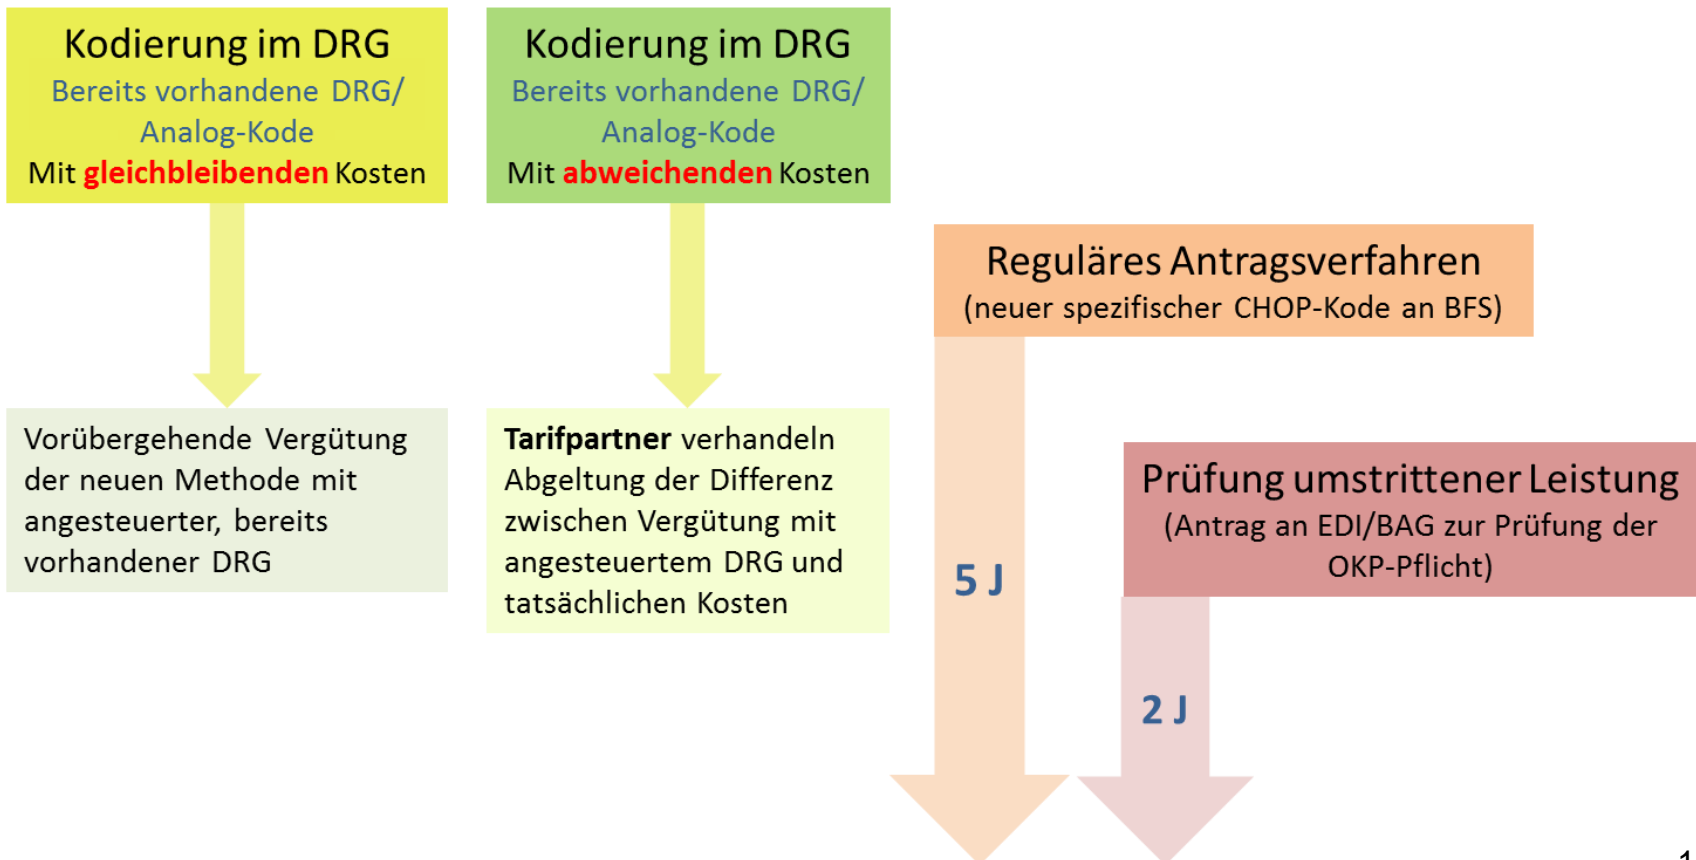 Kodierung im DRG
Bereits vorhandene DRG/
Analog-Kode
Mit gleichbleibenden Kosten
Vorübergehende Vergütung
der neuen Methode mit
angesteuerter, bereits
vorhandener DRG
Kodierung im DRG
Bereits vorhandene DRG/
Analog-Kode
Mit abweichenden Kosten
Tarifpartner verhandeln
Abgeltung der Differenz
zwischen Vergütung mit
angesteuertem DRG und
tatsächlichen Kosten
Reguläres Antragsverfahren
(neuer spezifischer CHOP-Kode an BFS)
5 J
Prüfung umstrittener Leistung
(Antrag an EDI/BAG zur Prüfung der
OKP-Pflicht)
2 J